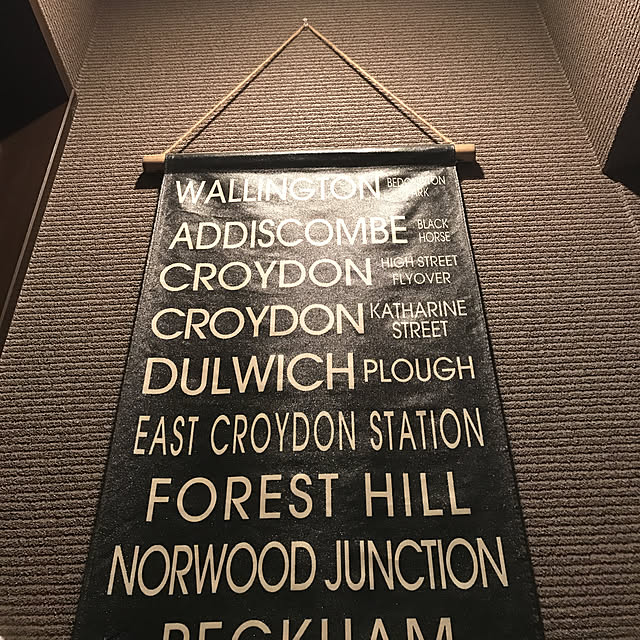 WALLINGTON BEDDINGTON PARK
ADDISCOMBE BLACK HORSE
CROYDON HIGH STREET FLYOVER
CROYDON KATHARINE STREET
DULWICH PLOUGH
EAST CROYDON STATION
FOREST HILL
NORWOOD JUNCTION
PECKHAM